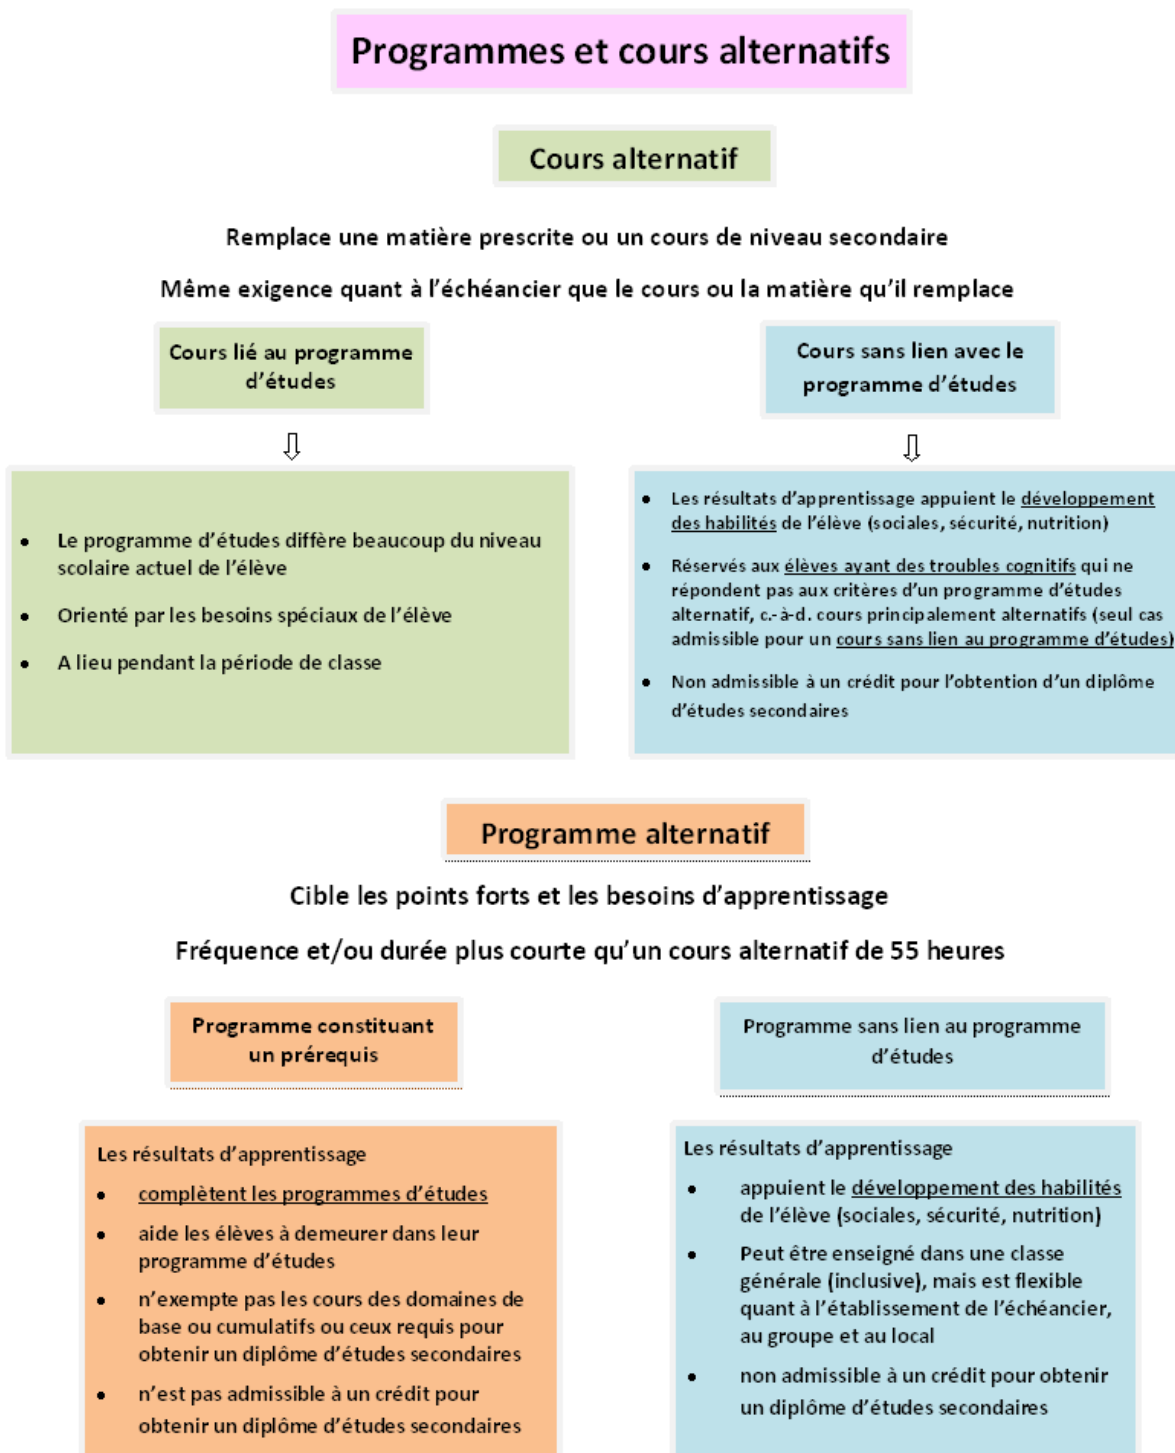 Programmes et cours alternatifs
Cours alternatif
Remplace une matière prescrite ou un cours de niveau secondaire
Même exigence quant à l'échéancier que le cours ou la matière qu'il remplace
Cours lié au programme
d'études
Cours sans lien avec le
programme d'études
• Le programme d'études diffère beaucoup du niveau
scolaire actuel de l'élève
• Orienté par les besoins spéciaux de l'élève
• A lieu pendant la période de classe
• Les résultats d'apprentissage appuient le développement
des habilités de l'élève (sociales, sécurité, nutrition)
• Réservés aux élèves ayant des troubles cognitifs qui ne
répondent pas aux critères d'un programme d'études
alternatif, c.-à-d. cours principalement alternatifs (seul cas
admissible pour un cours sans lien au programme d'études)
• Non admissible à un crédit pour l'obtention d'un diplôme
d'études secondaires
Programme alternatif
Cible les points forts et les besoins d'apprentissage
Fréquence et/ou durée plus courte qu'un cours alternatif de 55 heures
Programme constituant
un prérequis
Programme sans lien au programme
d'études
Les résultats d'apprentissage
• complètent les programmes d'études
• aide les élèves à demeurer dans leur
programme d'études
• n'exempte pas les cours des domaines de
base ou cumulatifs ou ceux requis pour
obtenir un diplôme d'études secondaires
• n'est pas admissible à un crédit pour
obtenir un diplôme d'études secondaires
Les résultats d'apprentissage
• appuient le développement des habilités
de l'élève (sociales, sécurité, nutrition)
• Peut être enseigné dans une classe
générale (inclusive), mais est flexible
quant à l'établissement de l'échéancier,
au groupe et au local
• non admissible à un crédit pour obtenir
un diplôme d'études secondaires